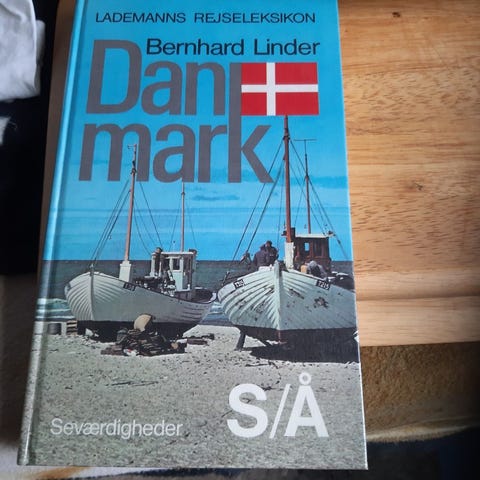 LADEMANNS REJSELEKSIKON
Bernhard Linder
Dan
mark
S/Å
Seværdigheder